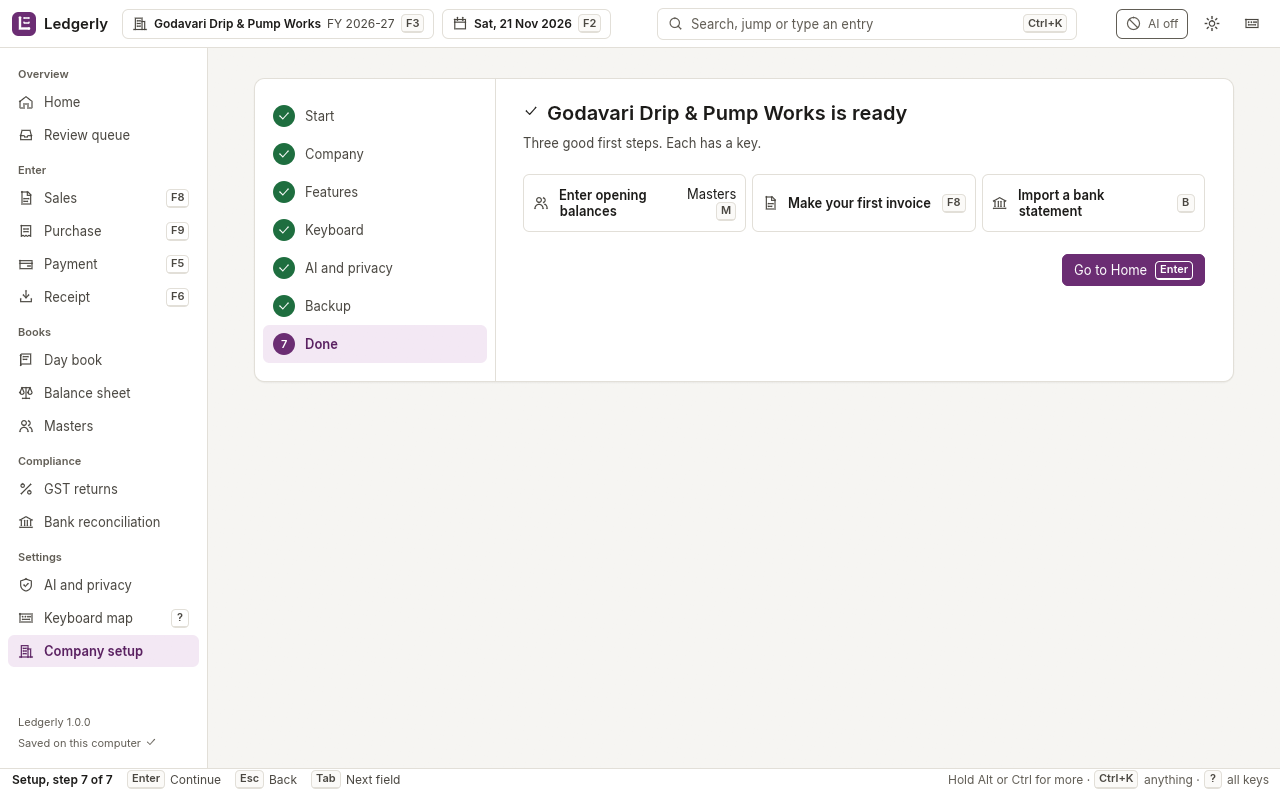 Ledgerly
Godavari Drip & Pump Works FY 2026-27 F3
Sat, 21 Nov 2026 F2
Search, jump or type an entry Ctrl+K
AI off
Overview
Home
Review queue
Enter
Sales F8
Purchase F9
Payment F5
Receipt F6
Books
Day book
Balance sheet
Masters
Compliance
GST returns
Bank reconciliation
Settings
AI and privacy
Keyboard map ?
Company setup
Ledgerly 1.0.0
Saved on this computer
Start
Company
Features
Keyboard
AI and privacy
Backup
7 Done
Godavari Drip & Pump Works is ready
Three good first steps. Each has a key.
Enter opening balances Masters M
Make your first invoice F8
Import a bank statement B
Go to Home Enter
Setup, step 7 of 7 Enter Continue Esc Back Tab Next field
Hold Alt or Ctrl for more · Ctrl+K anything · ? all keys